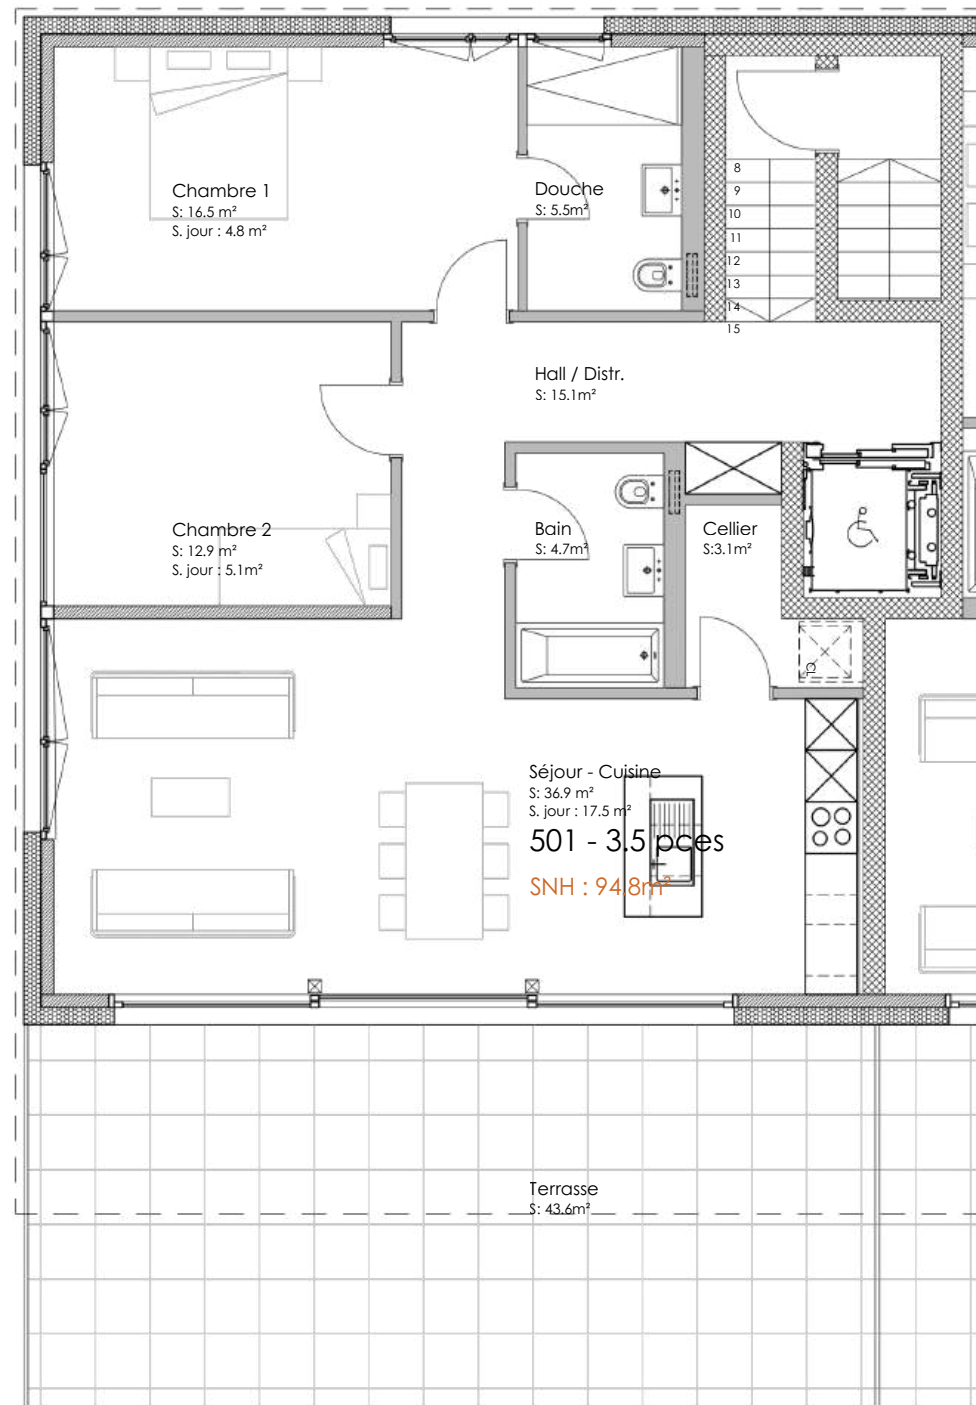 Chambre 1
S: 16.5 m²
S. jour : 4.8 m²
Douche
S: 5.5m²
8
9
10
11
12
13
14
15
Hall / Distr.
S: 15.1m²
Chambre 2
S: 12.9 m²
S. jour : 5.1m²
Bain
S: 4.7m²
Cellier
S:3.1m²
CL
Séjour - Cuisine
S: 36.9 m²
S. jour : 17.5 m²
501 - 3.5 pces
SNH : 94.8m²
Terrasse
S: 43.6m²